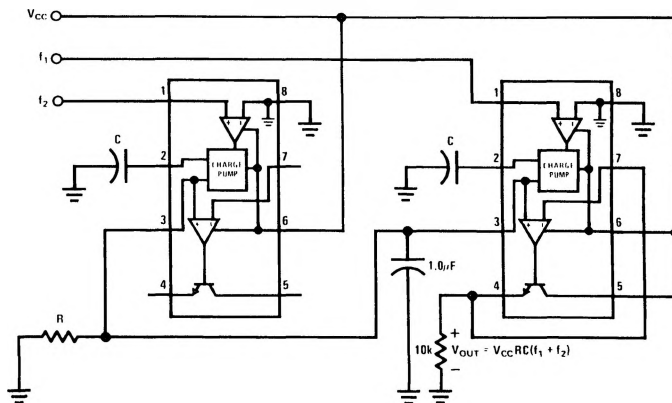 VCC
f1
f2
1
8
C
2
CHARGE
PUMP
7
3
6
4
5
R
1
8
C
2
CHARGE
PUMP
7
3
6
1.0µF
4
5
10k
+
−
VOUT = VCCRC(f1 + f2)